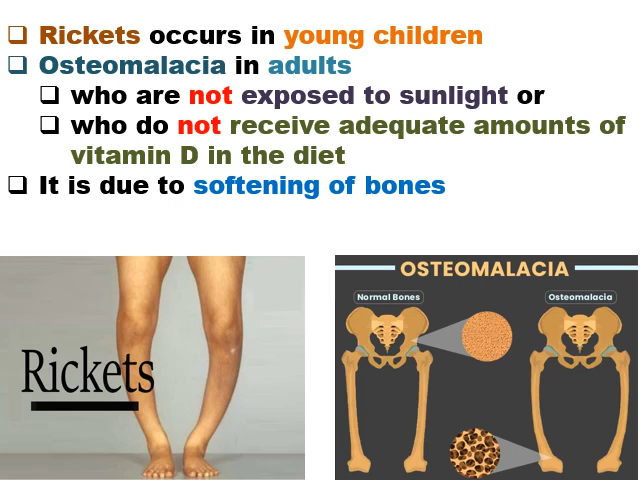 Rickets occurs in young children
Osteomalacia in adults
who are not exposed to sunlight or
who do not receive adequate amounts of
vitamin D in the diet
It is due to softening of bones
Rickets
OSTEOMALACIA
Normal Bones
Osteomalacia